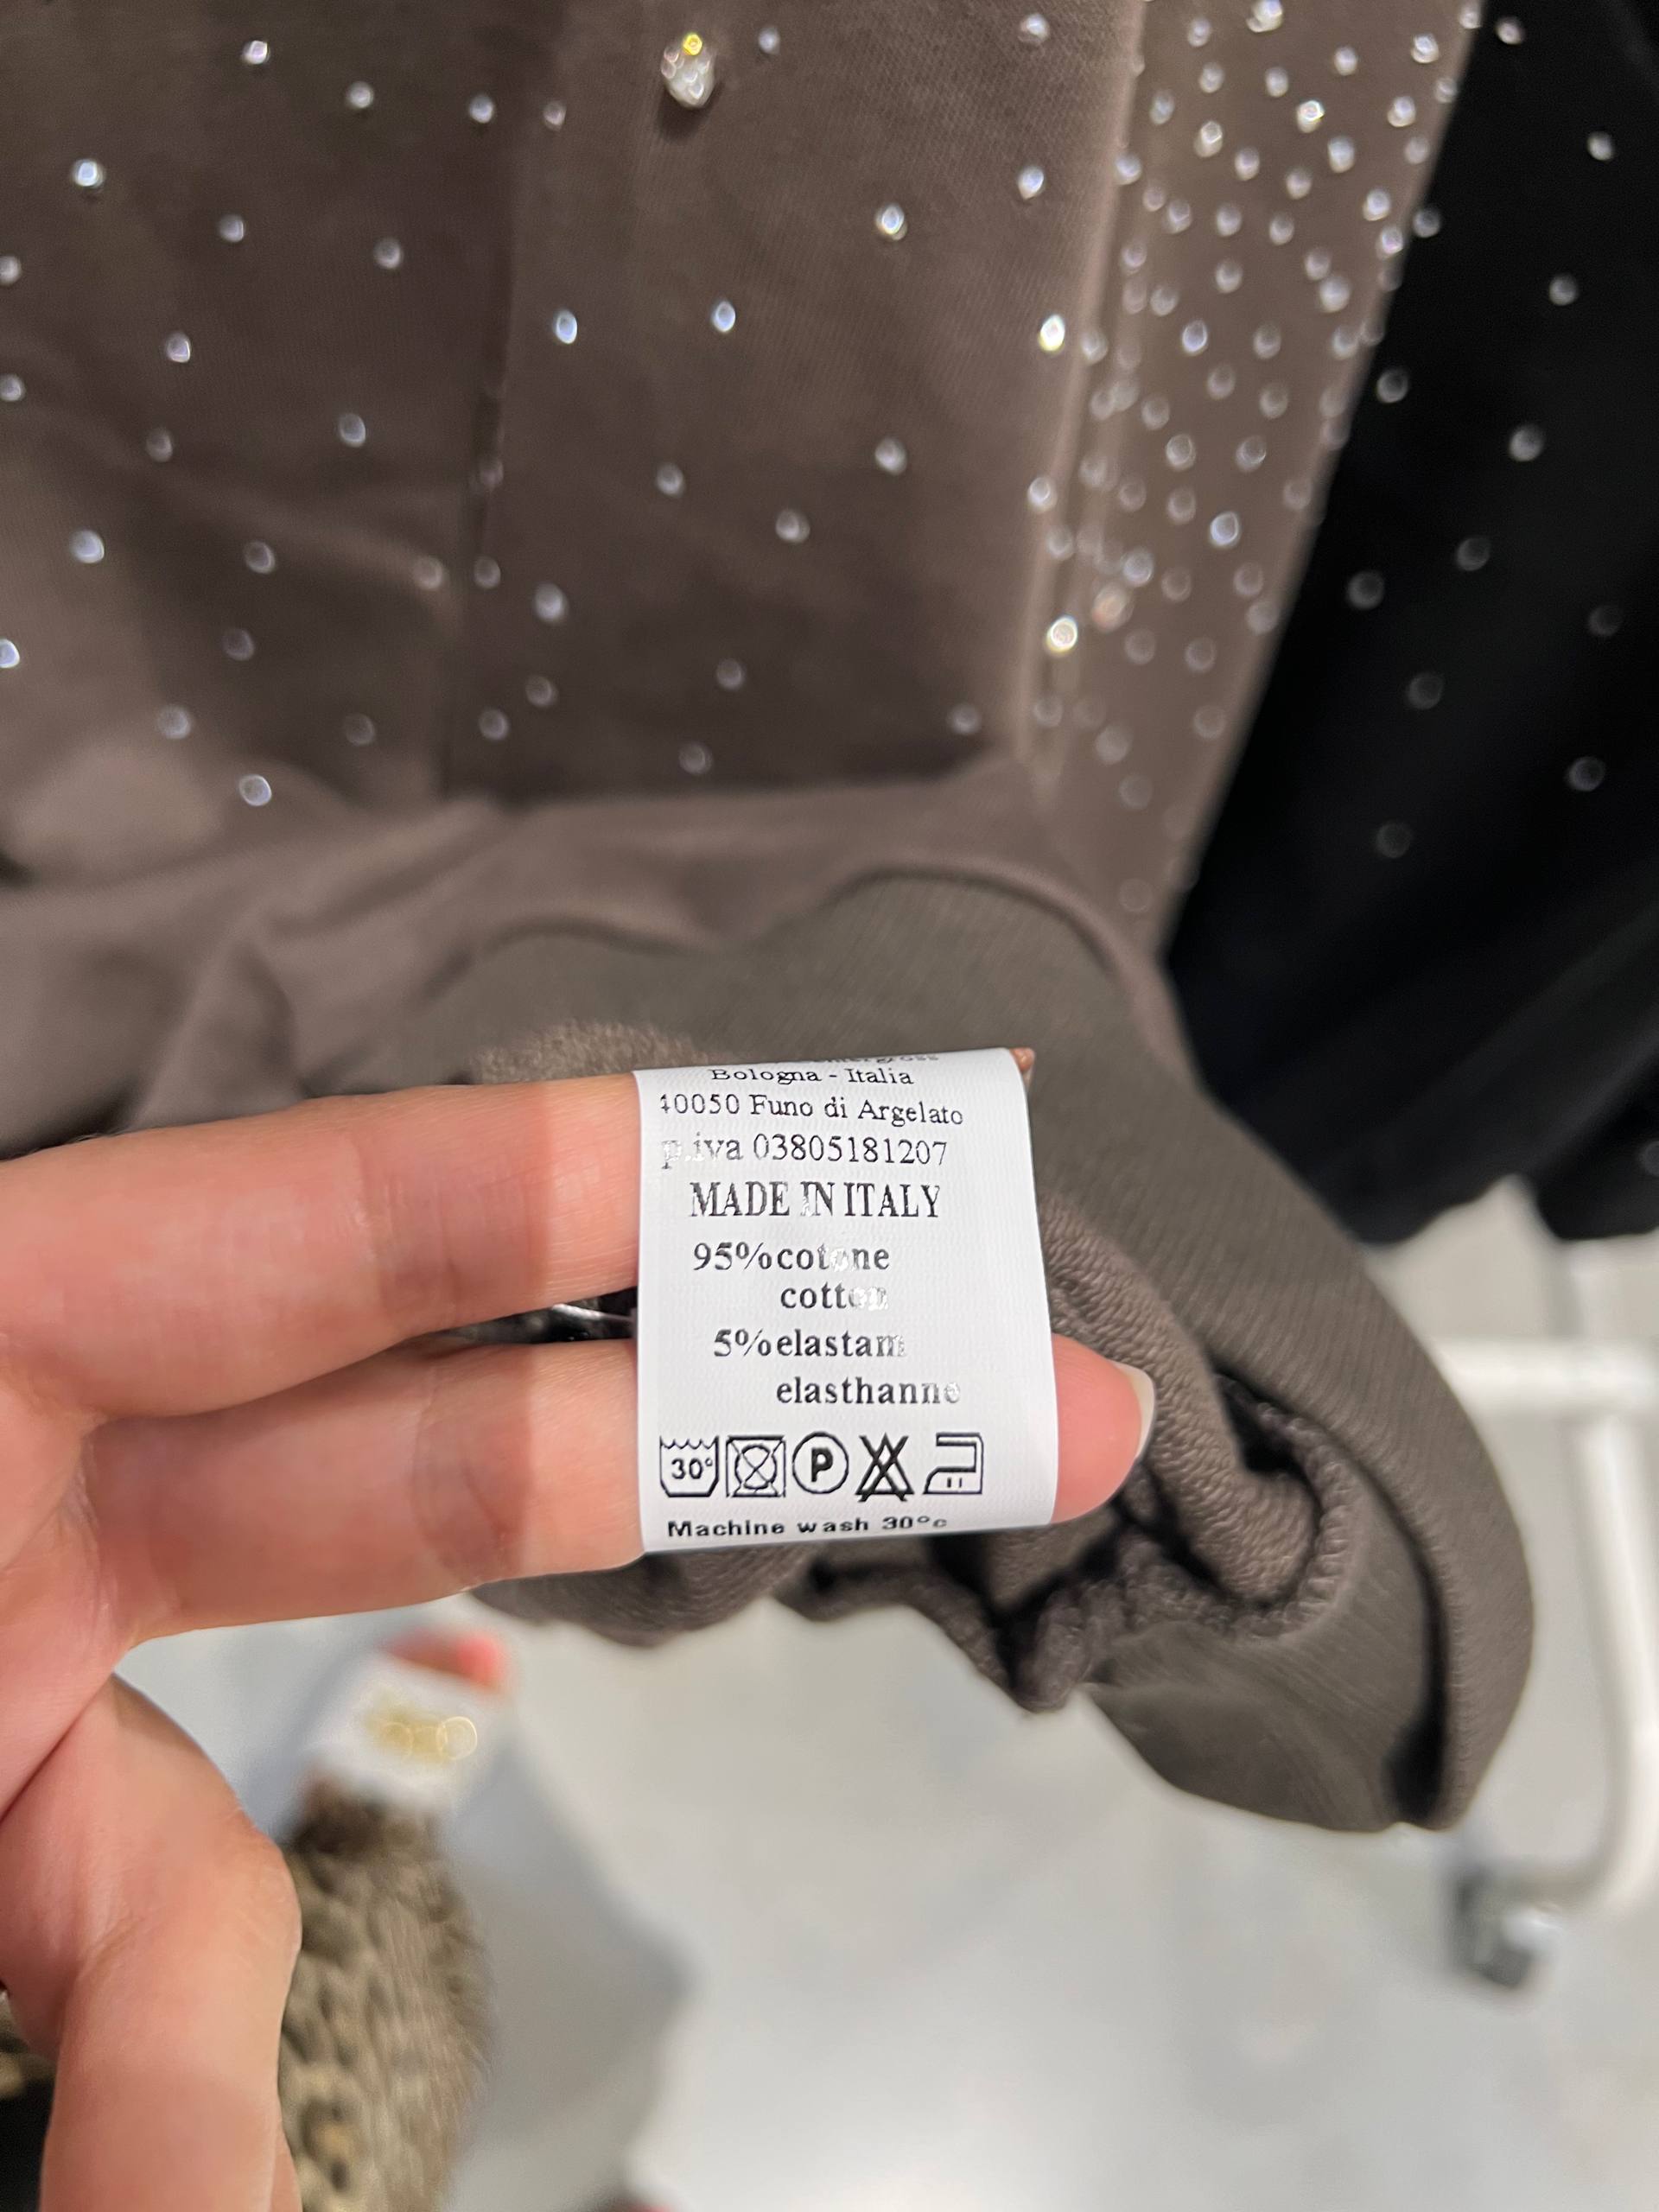 Bologna - Italia
40050 Funo di Argelato
p.iva 03805181207
MADE IN ITALY
95%cotone
cotton
5%elastam
elasthanne
30°
P
Machine wash 30°c